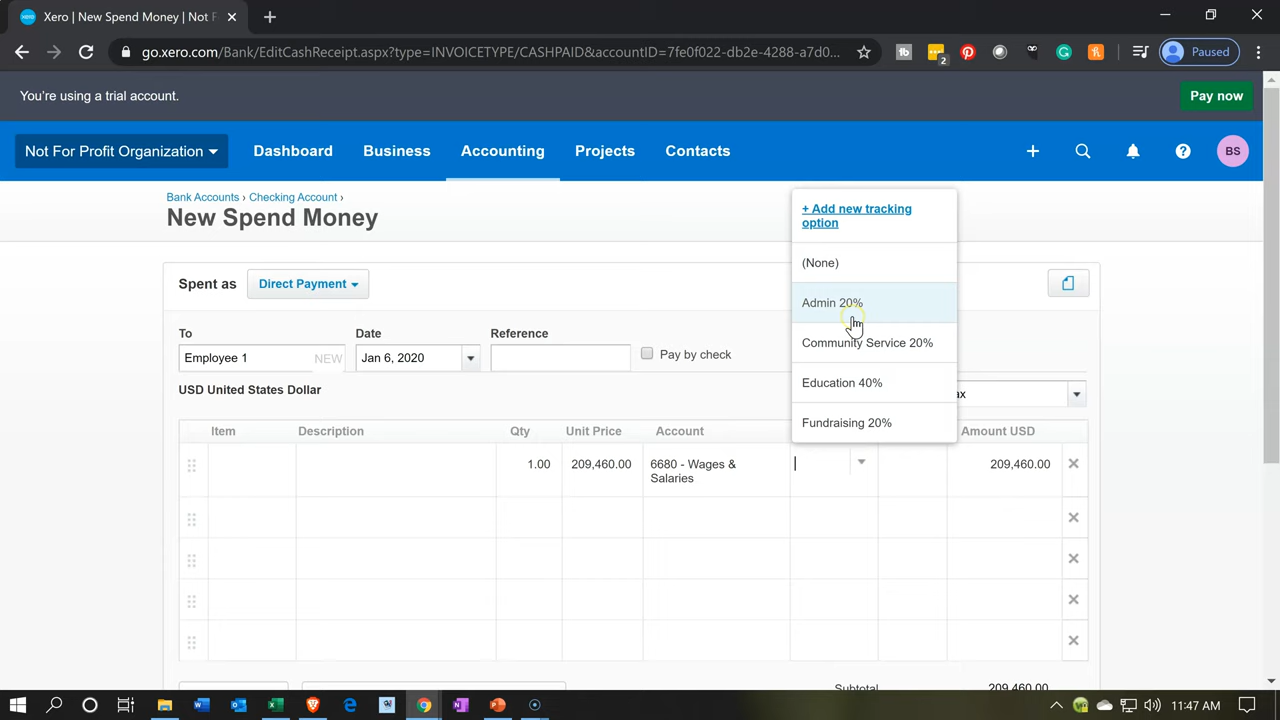 Xero | New Spend Money | Not F
go.xero.com/Bank/EditCashReceipt.aspx?type=INVOICETYPE/CASHPAID&accountID=7fe0f022-db2e-4288-a7d0...
2
Paused
You're using a trial account.
Pay now
Not For Profit Organization
Dashboard
Business
Accounting
Projects
Contacts
BS
Bank Accounts › Checking Account ›
New Spend Money
+ Add new tracking
option
(None)
Admin 20%
Community Service 20%
Education 40%
Fundraising 20%
Spent as
Direct Payment
To
Date
Reference
Employee 1
NEW
Jan 6, 2020
Pay by check
USD United States Dollar
ax
Item
Description
Qty
Unit Price
Account
Amount USD
1.00
209,460.00
6680 - Wages &
Salaries
209,460.00
Subtotal
209,460.00
11:47 AM